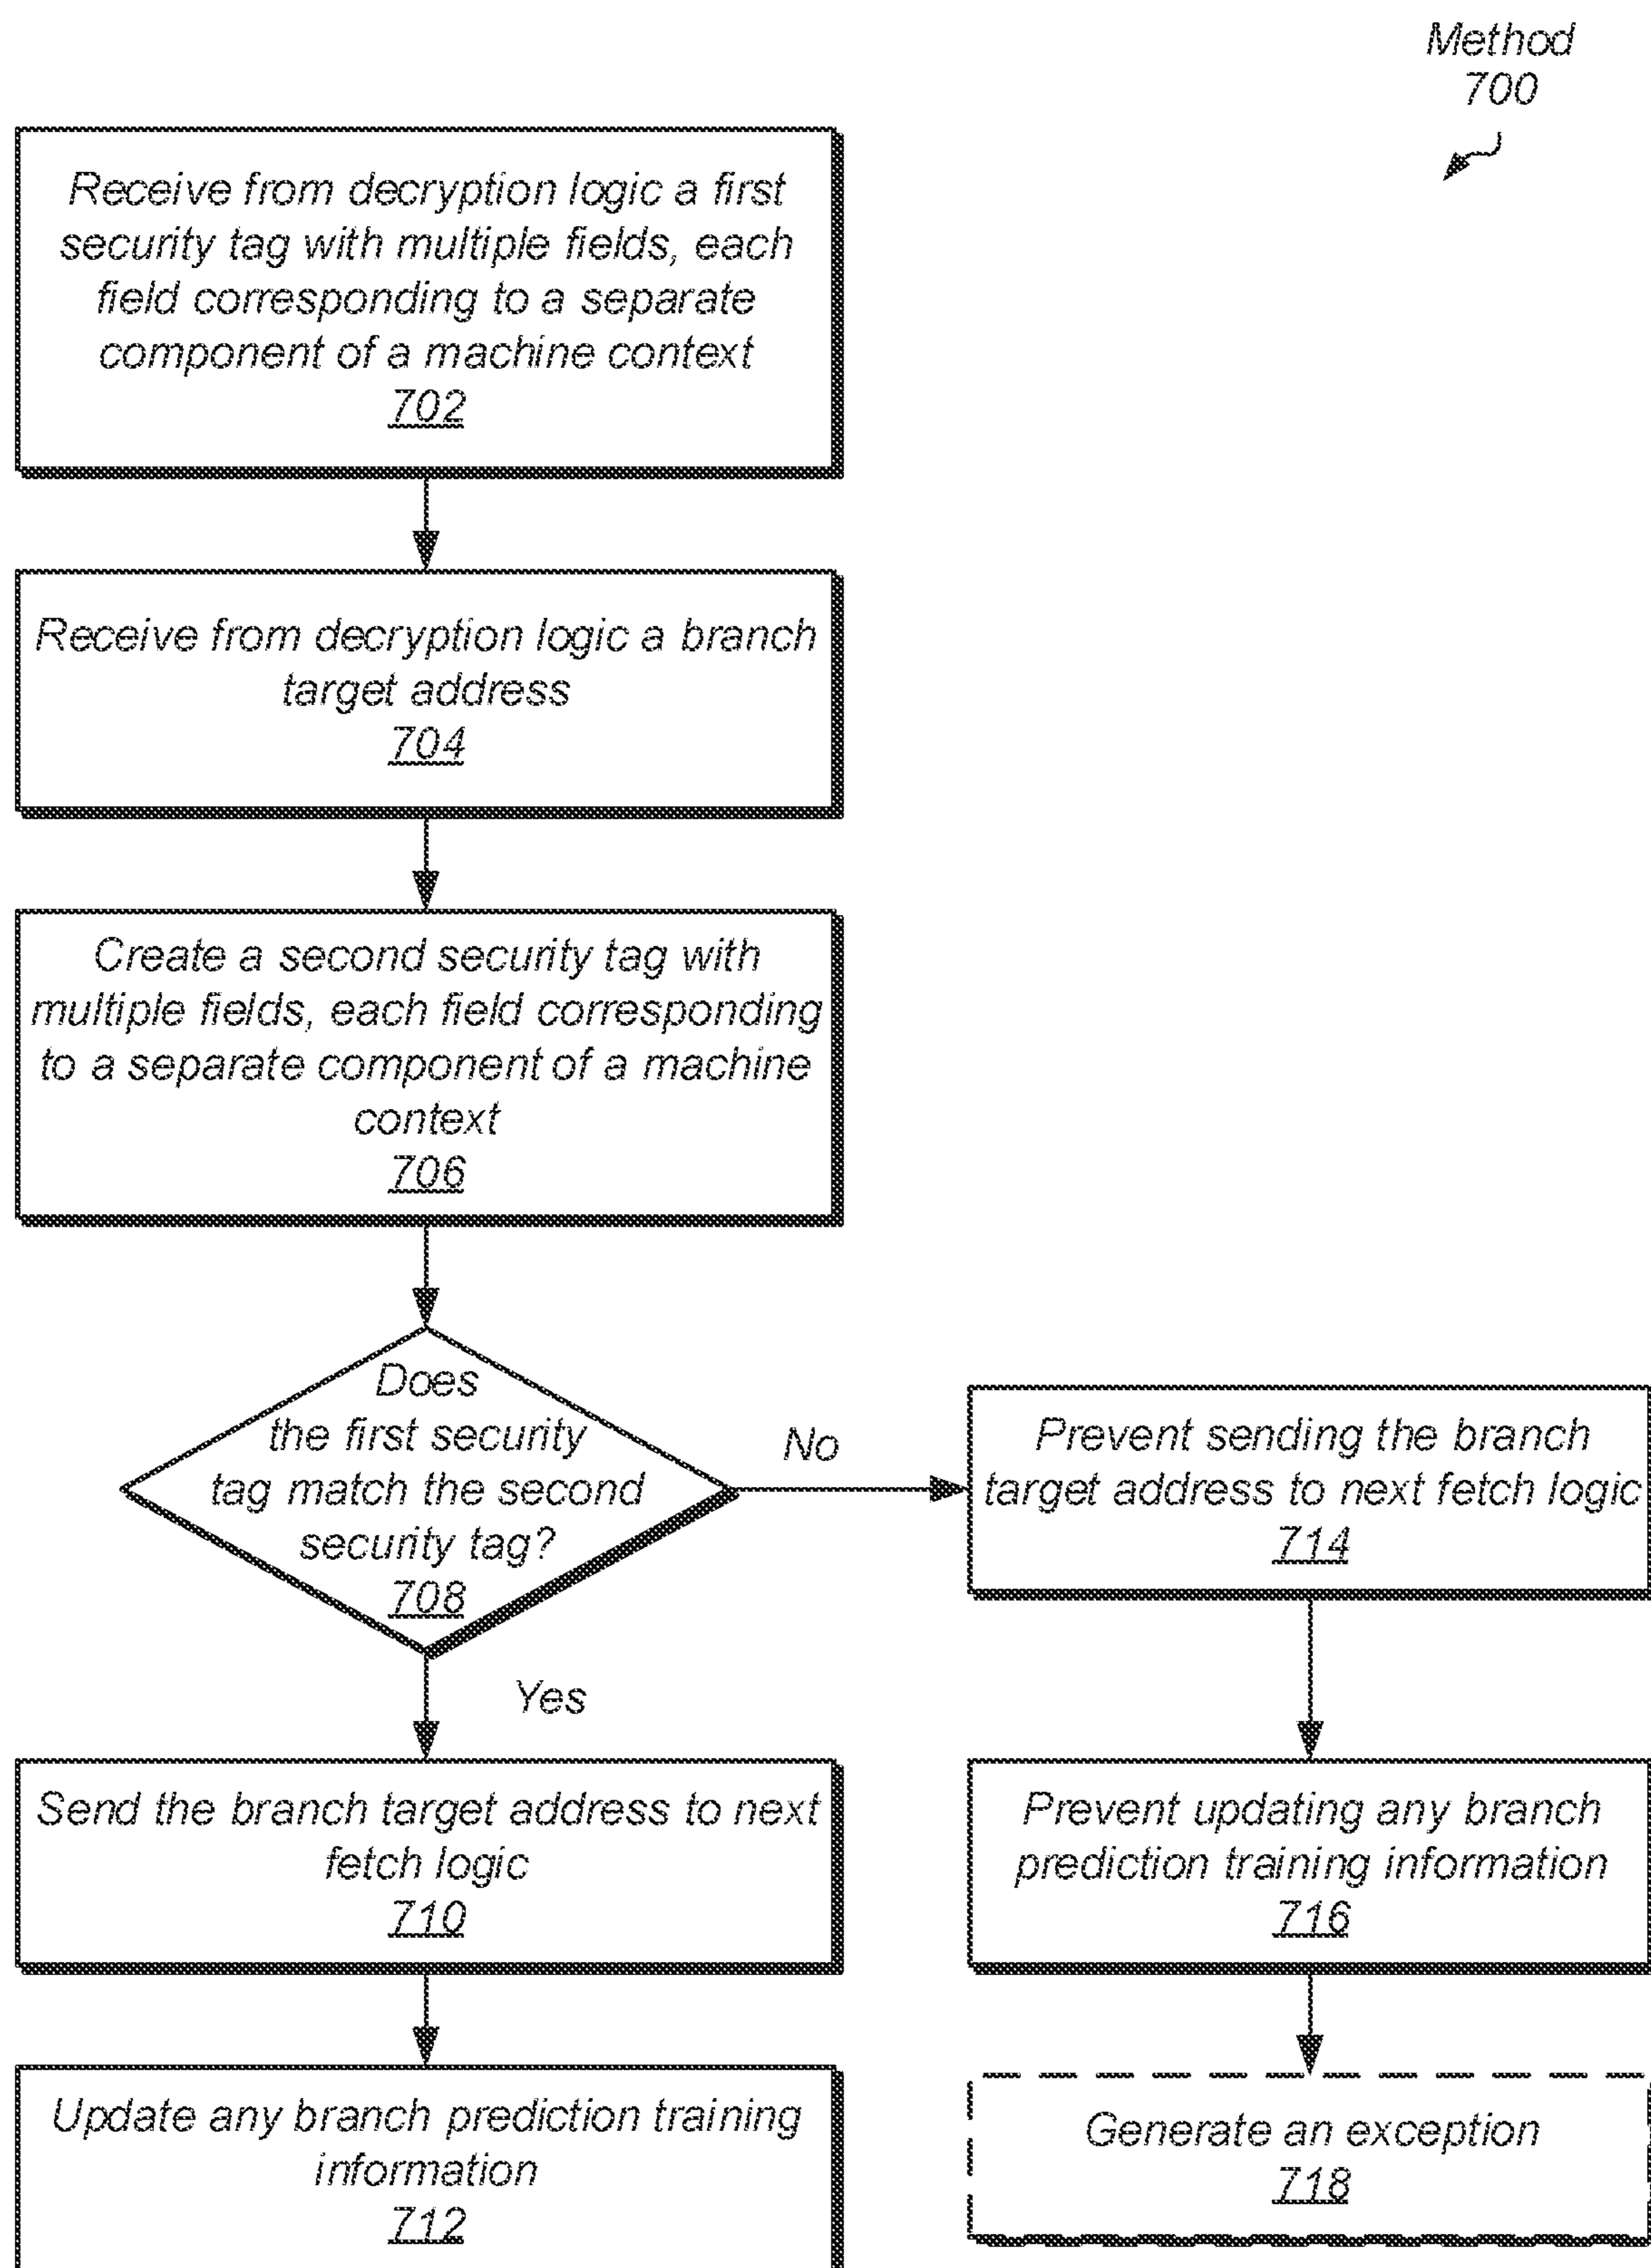 Method
700
Receive from decryption logic a first
security tag with multiple fields, each
field corresponding to a separate
component of a machine context
702
Receive from decryption logic a branch
target address
704
Create a second security tag with
multiple fields, each field corresponding
to a separate component of a machine
context
706
Does
the first security
tag match the second
security tag?
708
No
Yes
Prevent sending the branch
target address to next fetch logic
714
Send the branch target address to next
fetch logic
710
Prevent updating any branch
prediction training information
716
Update any branch prediction training
information
712
Generate an exception
718